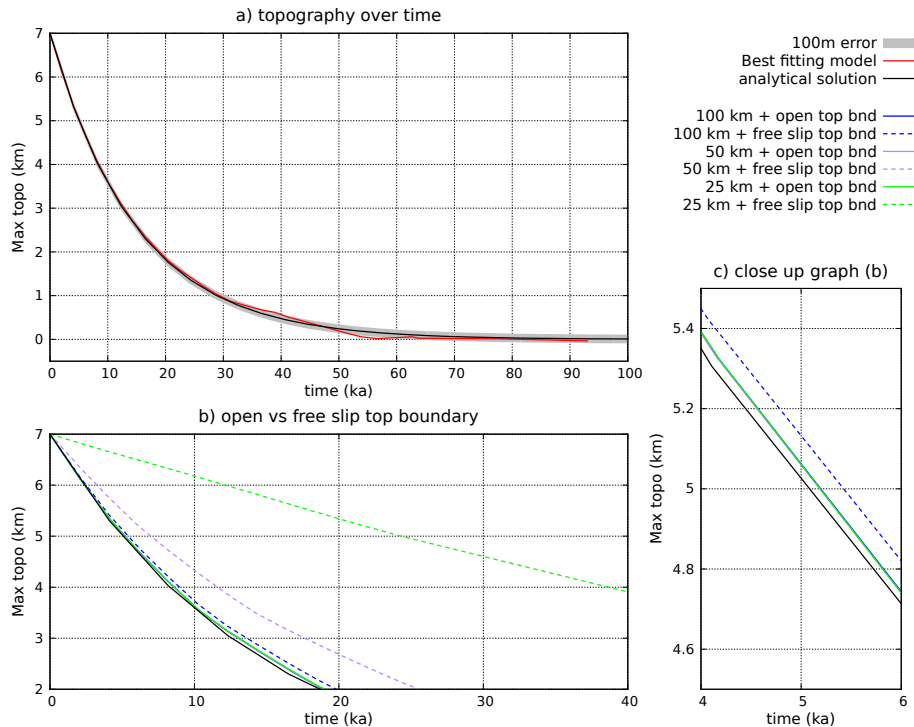 a) topography over time
7
6
5
4
3
2
1
0
Max topo (km)
0 10 20 30 40 50 60 70 80 90 100
time (ka)
100m error
Best fitting model
analytical solution
100 km + open top bnd
100 km + free slip top bnd
50 km + open top bnd
50 km + free slip top bnd
25 km + open top bnd
25 km + free slip top bnd
b) open vs free slip top boundary
7
6
5
4
3
2
Max topo (km)
0 10 20 30 40
time (ka)
c) close up graph (b)
5.4
5.2
5
4.8
4.6
Max topo (km)
4 5 6
time (ka)